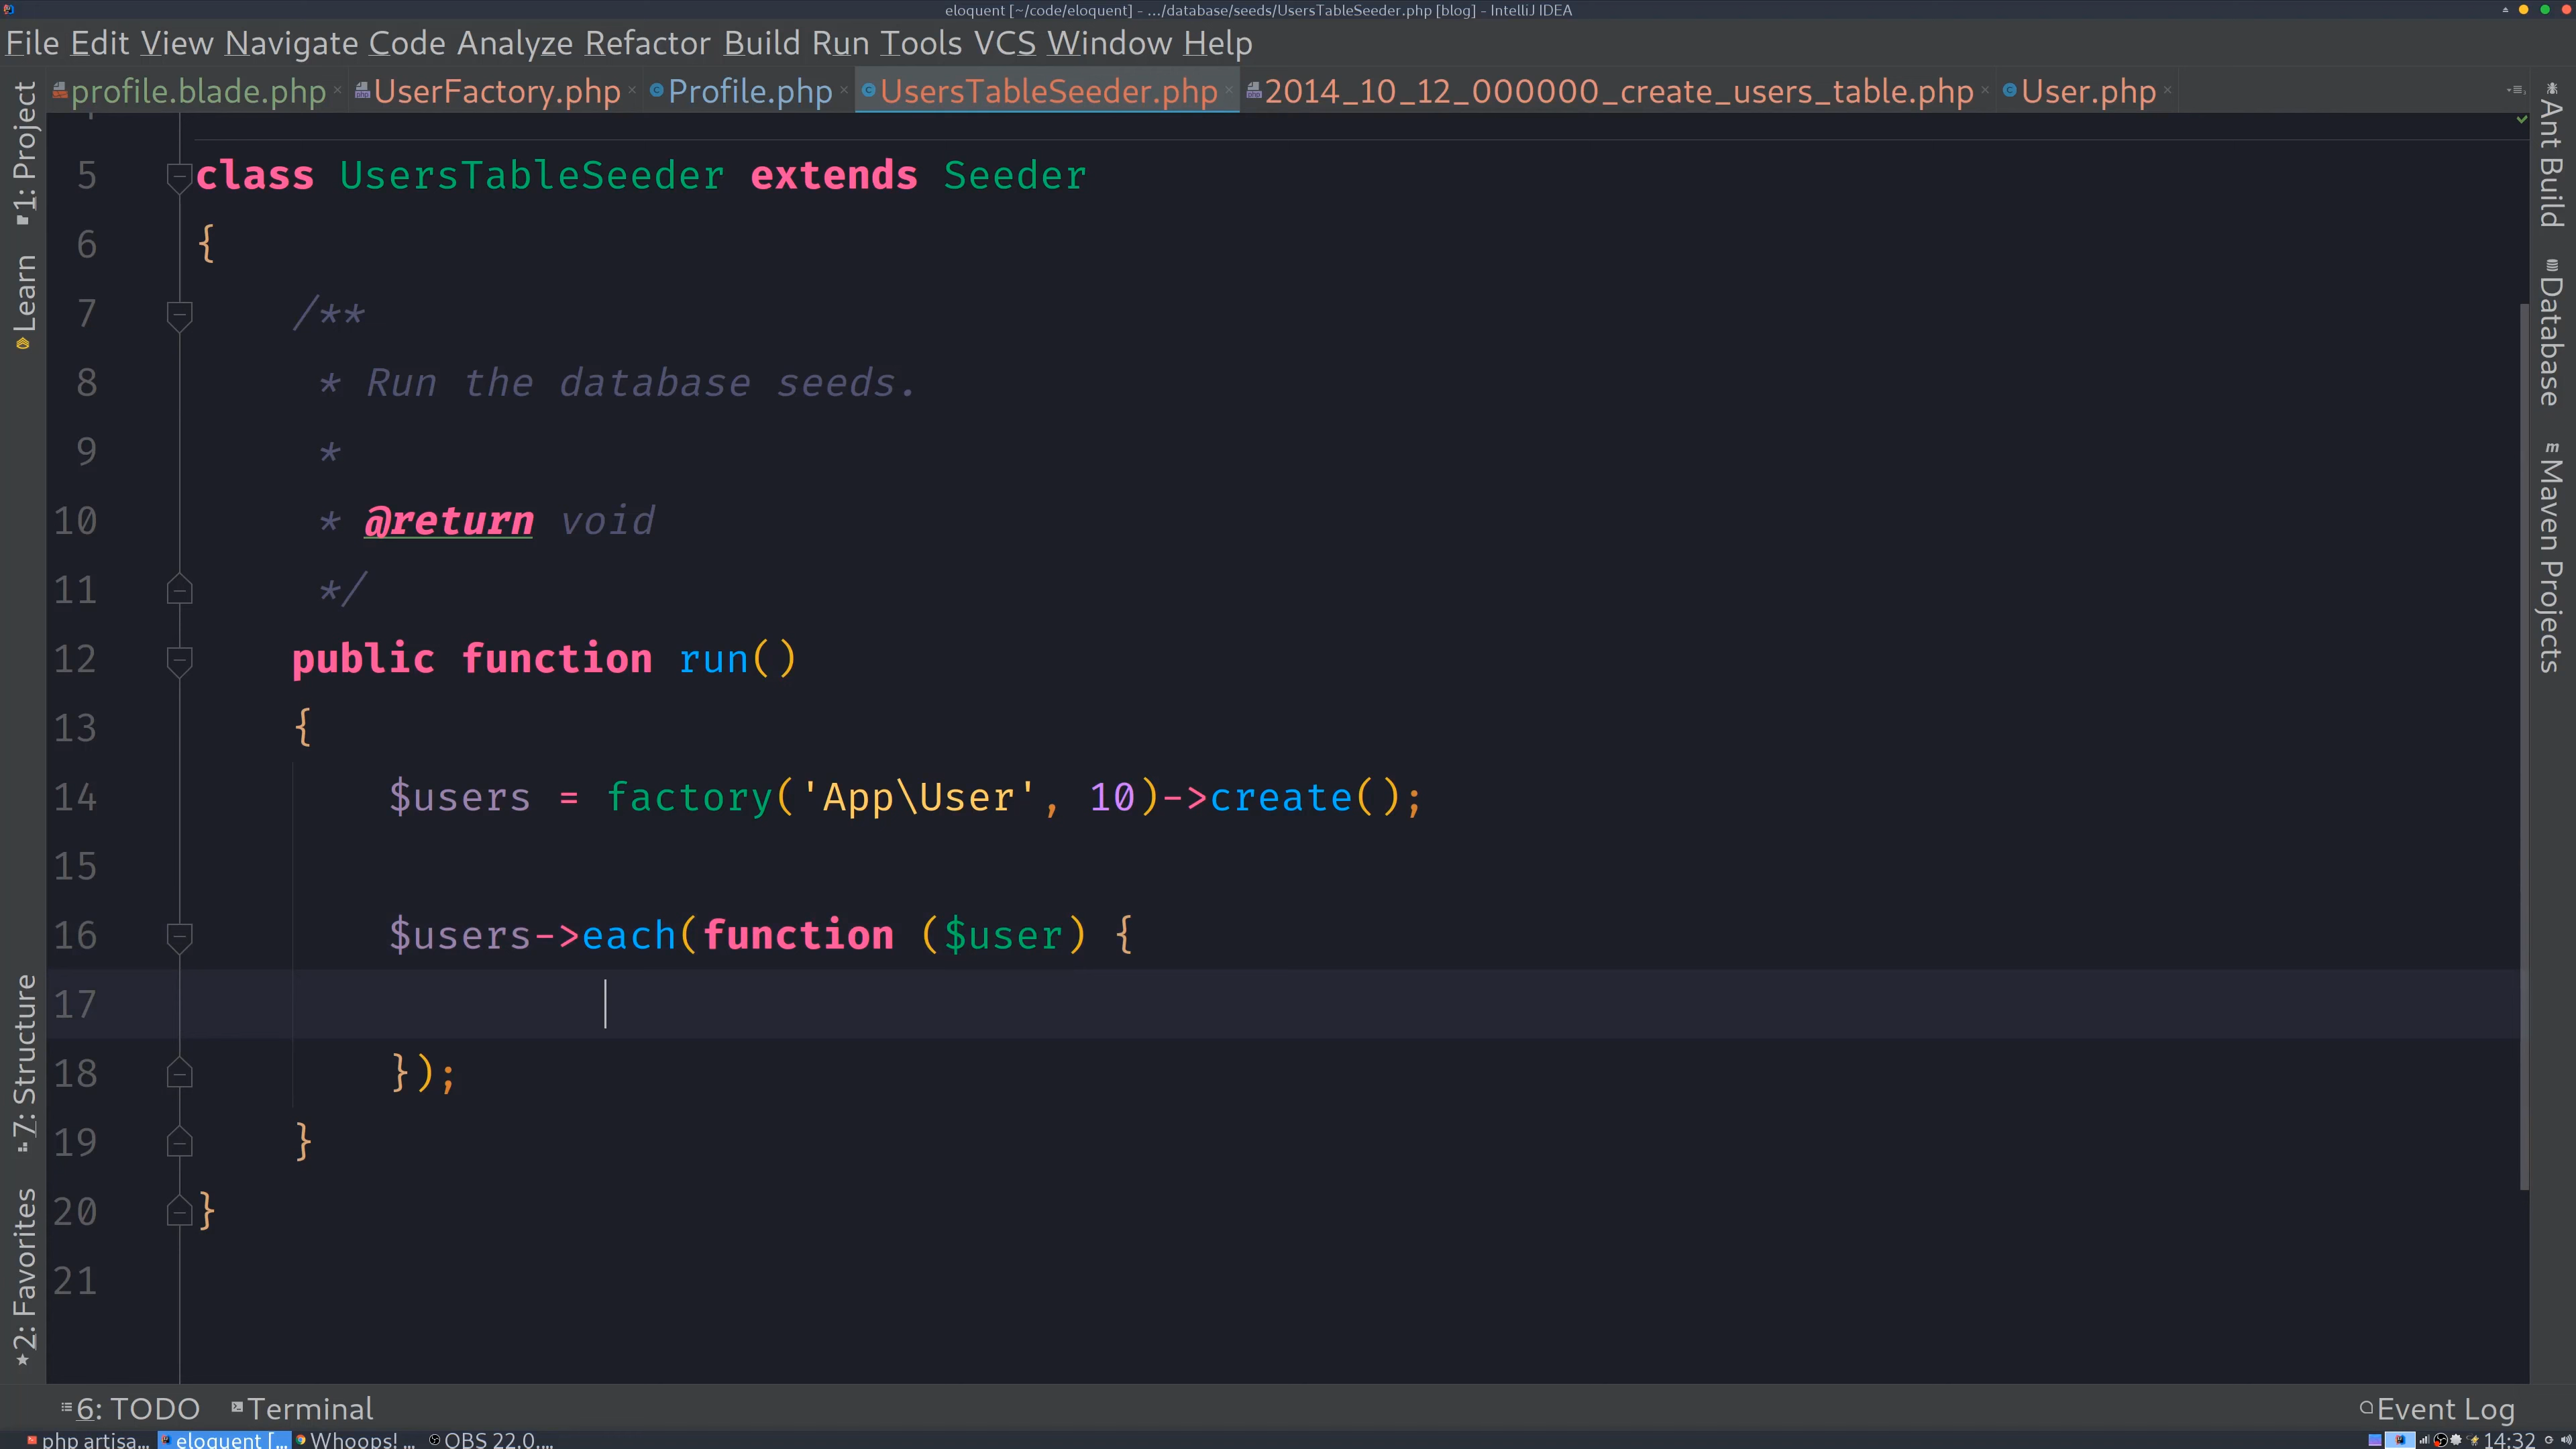 eloquent [~/code/eloquent] - .../database/seeds/UsersTableSeeder.php [blog] - IntelliJ IDEA
File Edit View Navigate Code Analyze Refactor Build Run Tools VCS Window Help
profile.blade.php UserFactory.php Profile.php UsersTableSeeder.php 2014_10_12_000000_create_users_table.php User.php
1: Project
Learn
7: Structure
2: Favorites
5 class UsersTableSeeder extends Seeder
6 {
7 /**
8 * Run the database seeds.
9 *
10 * @return void
11 */
12 public function run()
13 {
14 $users = factory('App\User', 10)->create();
15
16 $users->each(function ($user) {
17
18 });
19 }
20 }
21
Ant Build
Database
Maven Projects
6: TODO Terminal Event Log
php artisa... eloquent [... Whoops! ... OBS 22.0.... 14:32